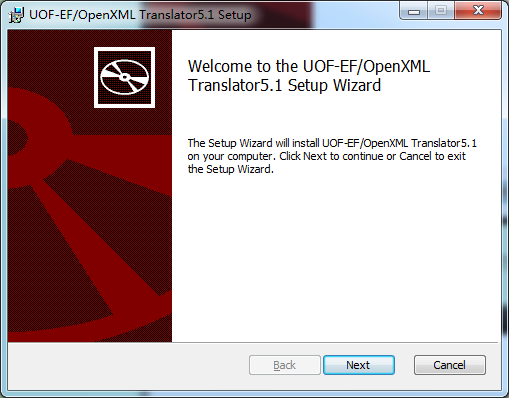 UOF-EF/OpenXML Translator5.1 Setup
Welcome to the UOF-EF/OpenXML
Translator5.1 Setup Wizard
The Setup Wizard will install UOF-EF/OpenXML Translator5.1
on your computer. Click Next to continue or Cancel to exit
the Setup Wizard.
Back Next Cancel